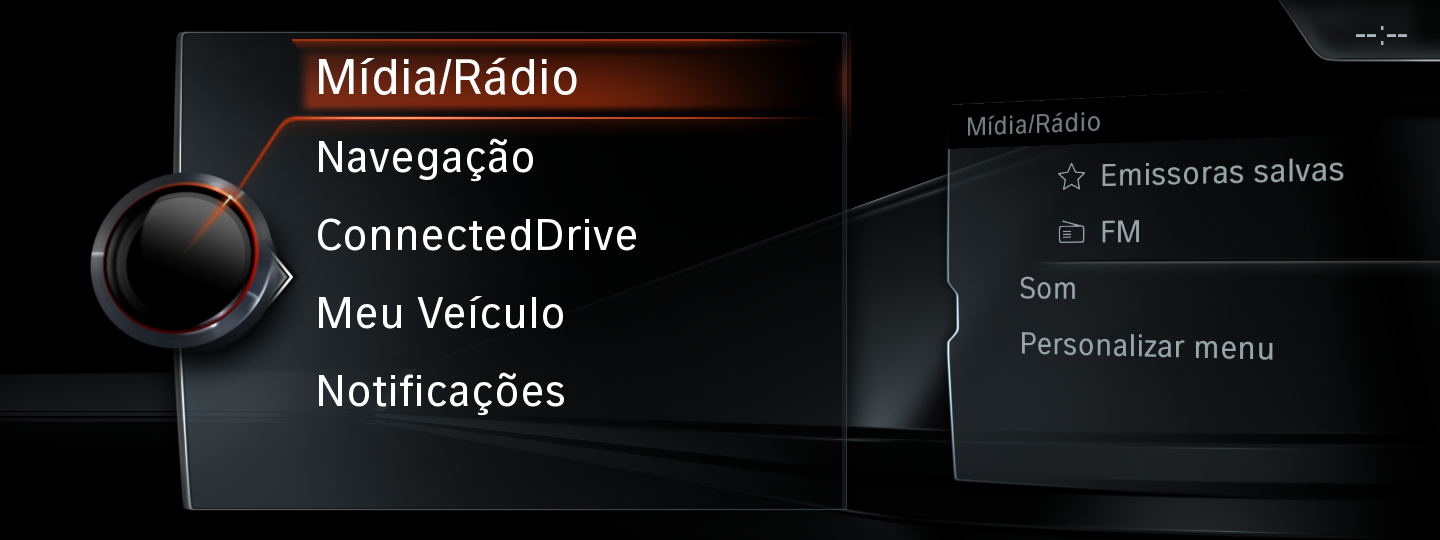 --:--
Mídia/Rádio
Navegação
ConnectedDrive
Meu Veículo
Notificações
Mídia/Rádio
Emissoras salvas
FM
Som
Personalizar menu